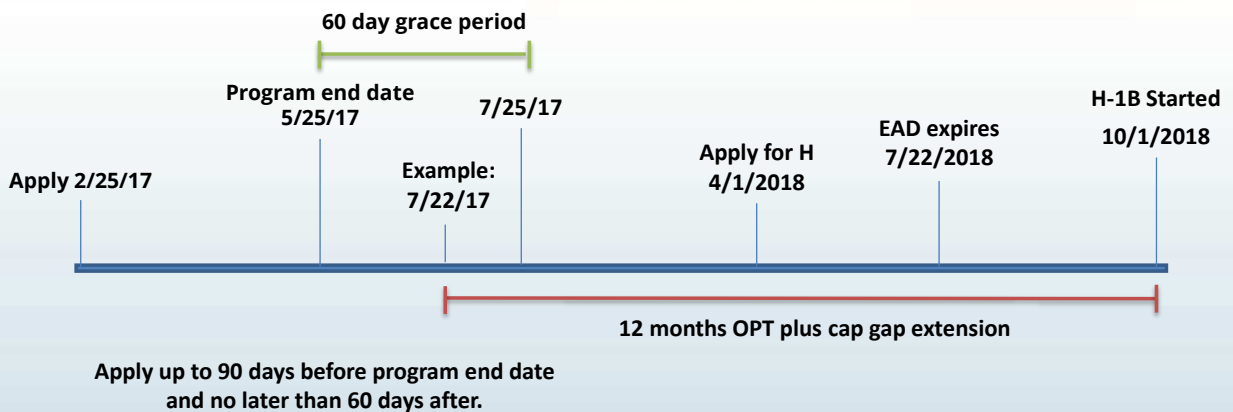 60 day grace period
Program end date
5/25/17
7/25/17
H-1B Started
10/1/2018
EAD expires
7/22/2018
Apply for H
4/1/2018
Example:
7/22/17
Apply 2/25/17
12 months OPT plus cap gap extension
Apply up to 90 days before program end date
and no later than 60 days after.